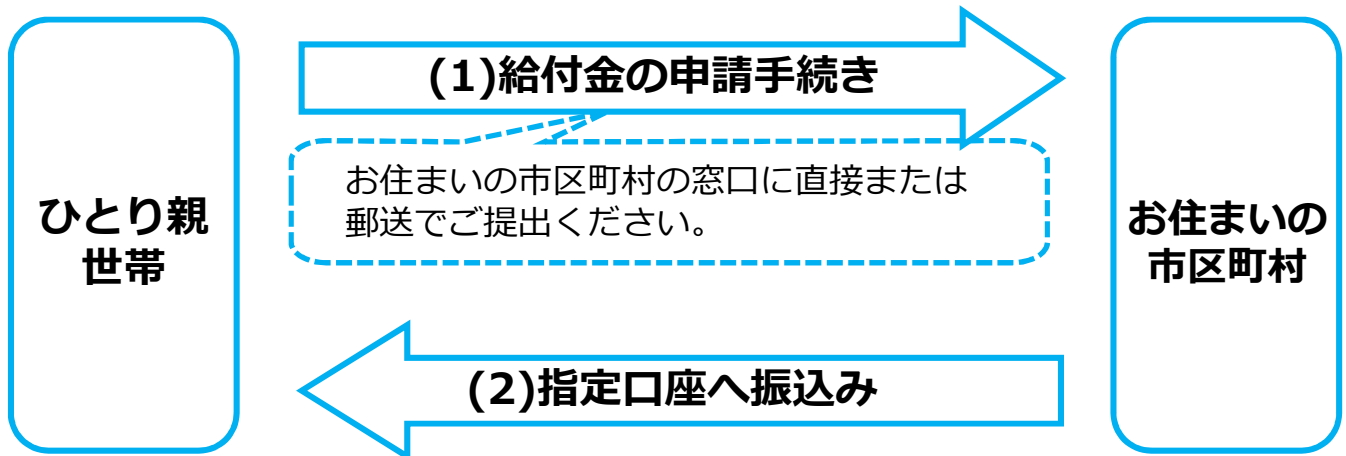 (1)給付金の申請手続き
お住まいの市区町村の窓口に直接または
郵送でご提出ください。
ひとり親
世帯
お住まいの
市区町村
(2)指定口座へ振込み